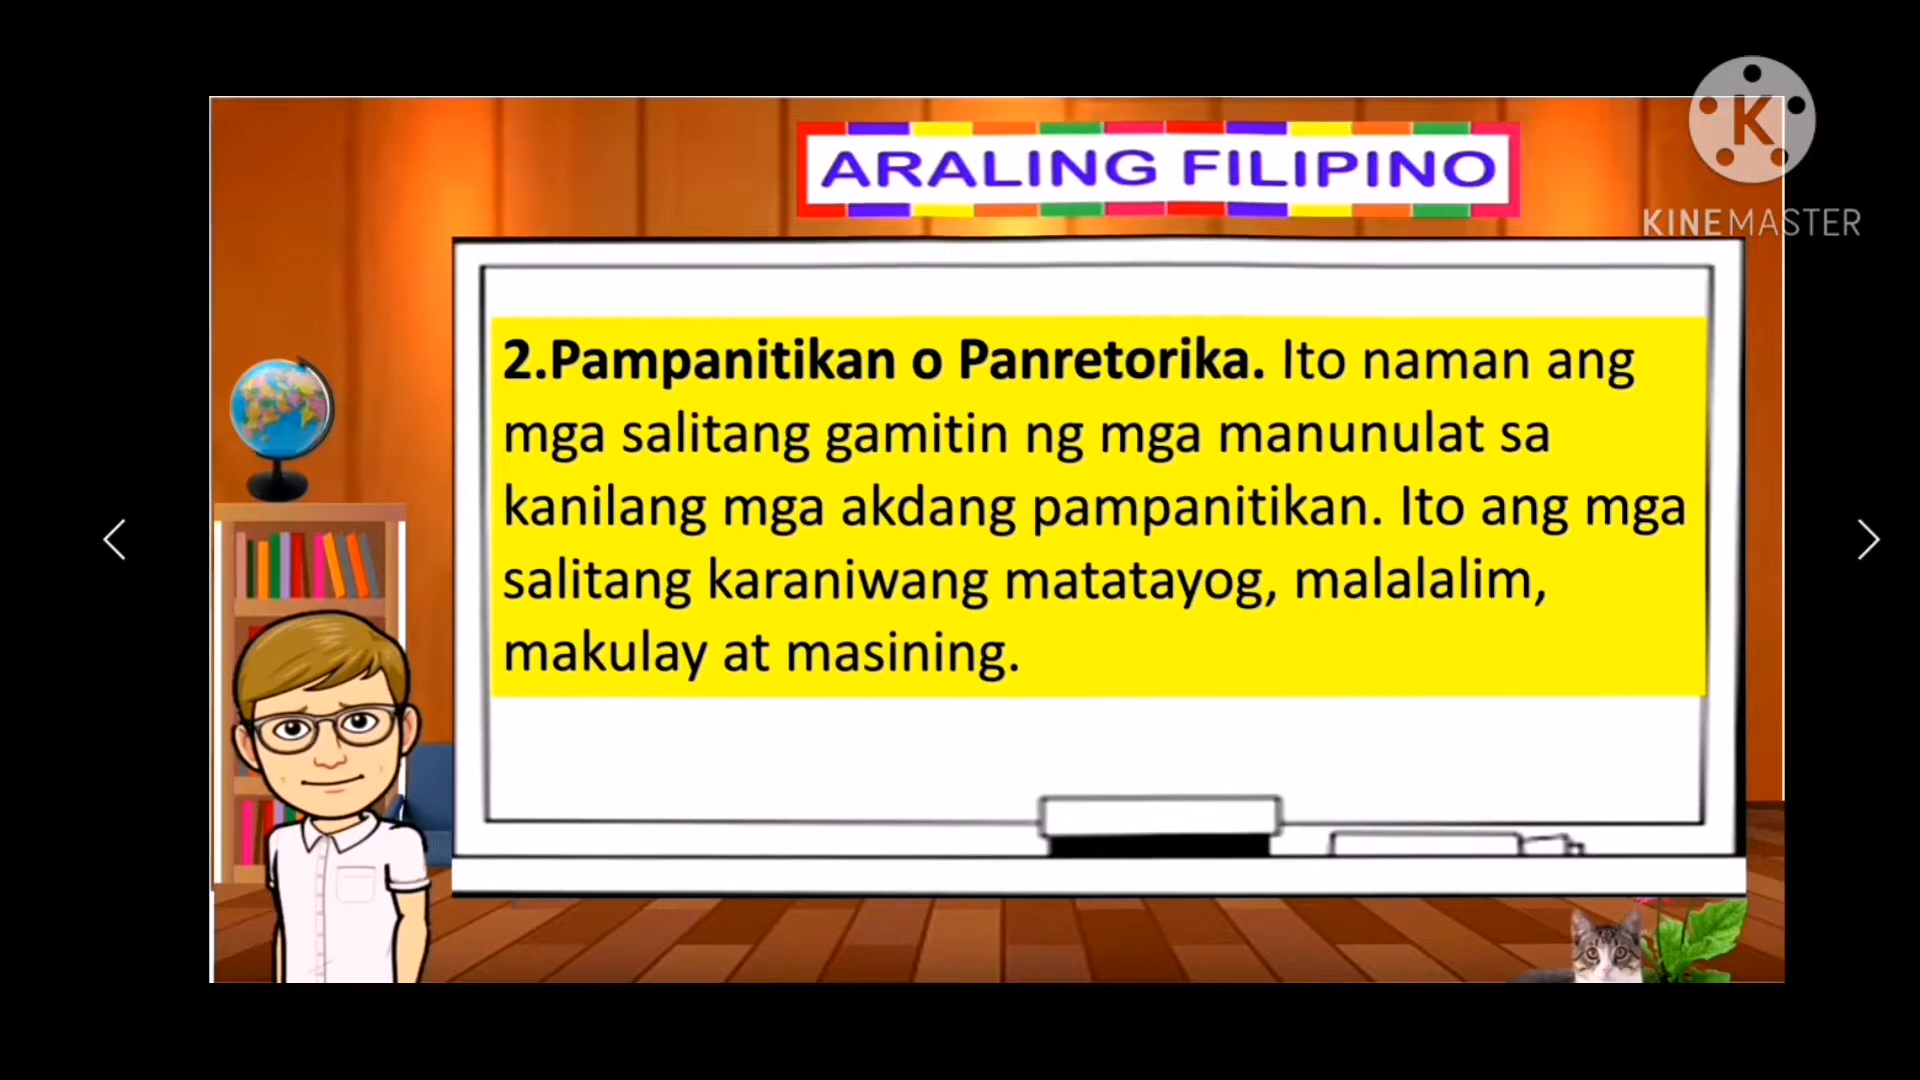 ARALING FILIPINO
K
KINEMASTER
2.Pampanitikan o Panretorika. Ito naman ang
mga salitang gamitin ng mga manunulat sa
kanilang mga akdang pampanitikan. Ito ang mga
salitang karaniwang matatayog, malalalim,
makulay at masining.